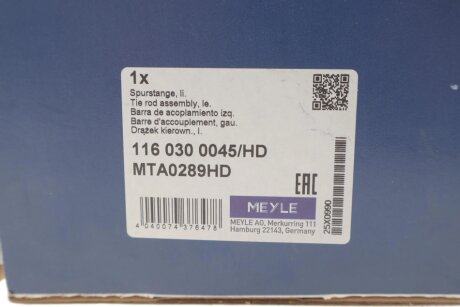 1x
Spurstange, li.
Tie rod assembly, le.
Barra de acoplamiento izq.
Barre d'accouplement, gau.
Drążek kierown., l.
116 030 0045/HD
MTA0289HD
EAC
MEYLE
MEYLE AG, Merkurring 111
Hamburg 22143, Germany
4 040074 376478
25X0990